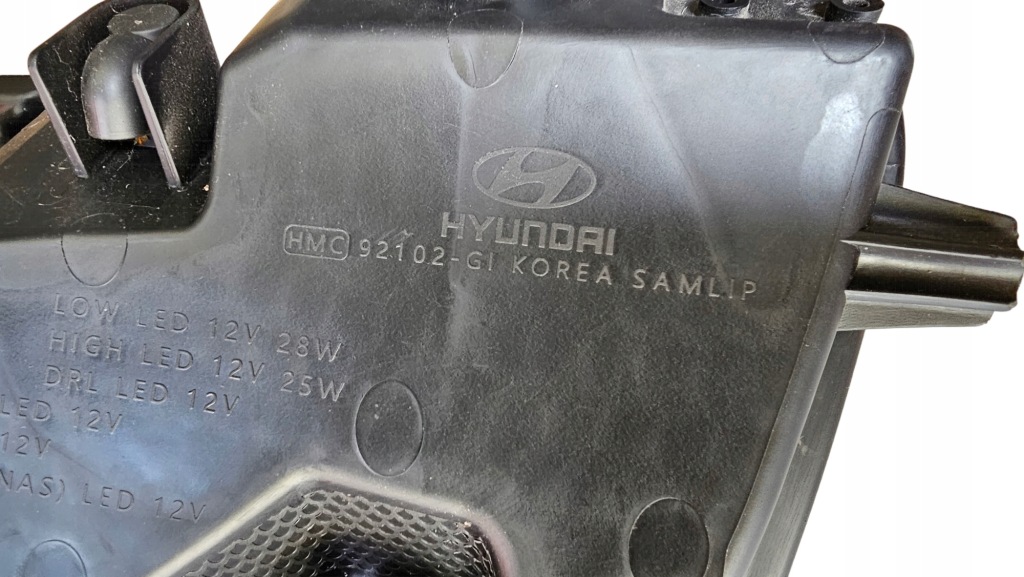 HYUNDAI
HMC 92102-GI KOREA SAMLIP
LOW LED 12V 28W
HIGH LED 12V 25W
DRL LED 12V
LED 12V
12V
NAS) LED 12V